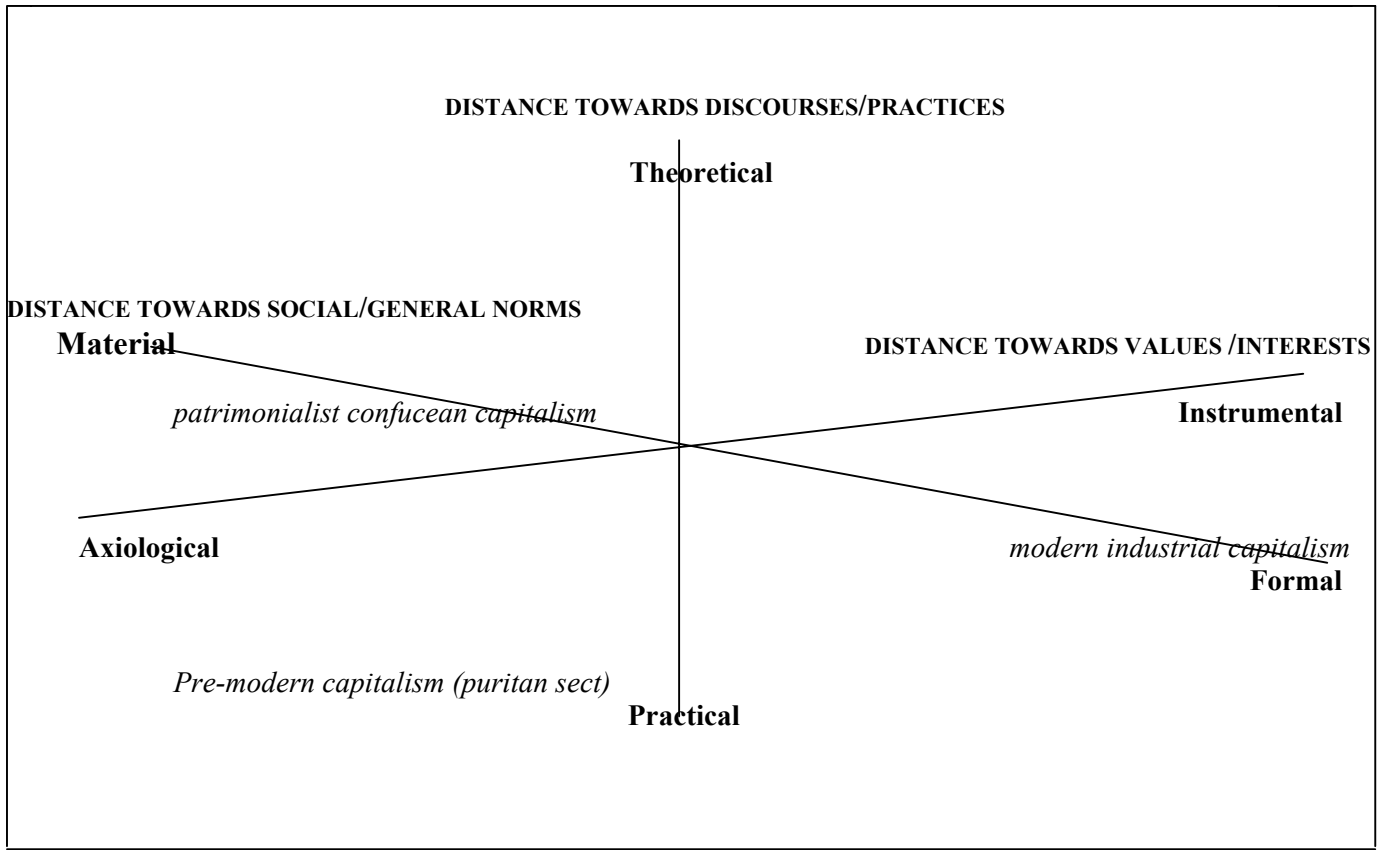 DISTANCE TOWARDS DISCOURSES/PRACTICES
Theoretical
DISTANCE TOWARDS SOCIAL/GENERAL NORMS
Material
DISTANCE TOWARDS VALUES /INTERESTS
patrimonialist confucean capitalism
Instrumental
Axiological
modern industrial capitalism
Formal
Pre-modern capitalism (puritan sect)
Practical